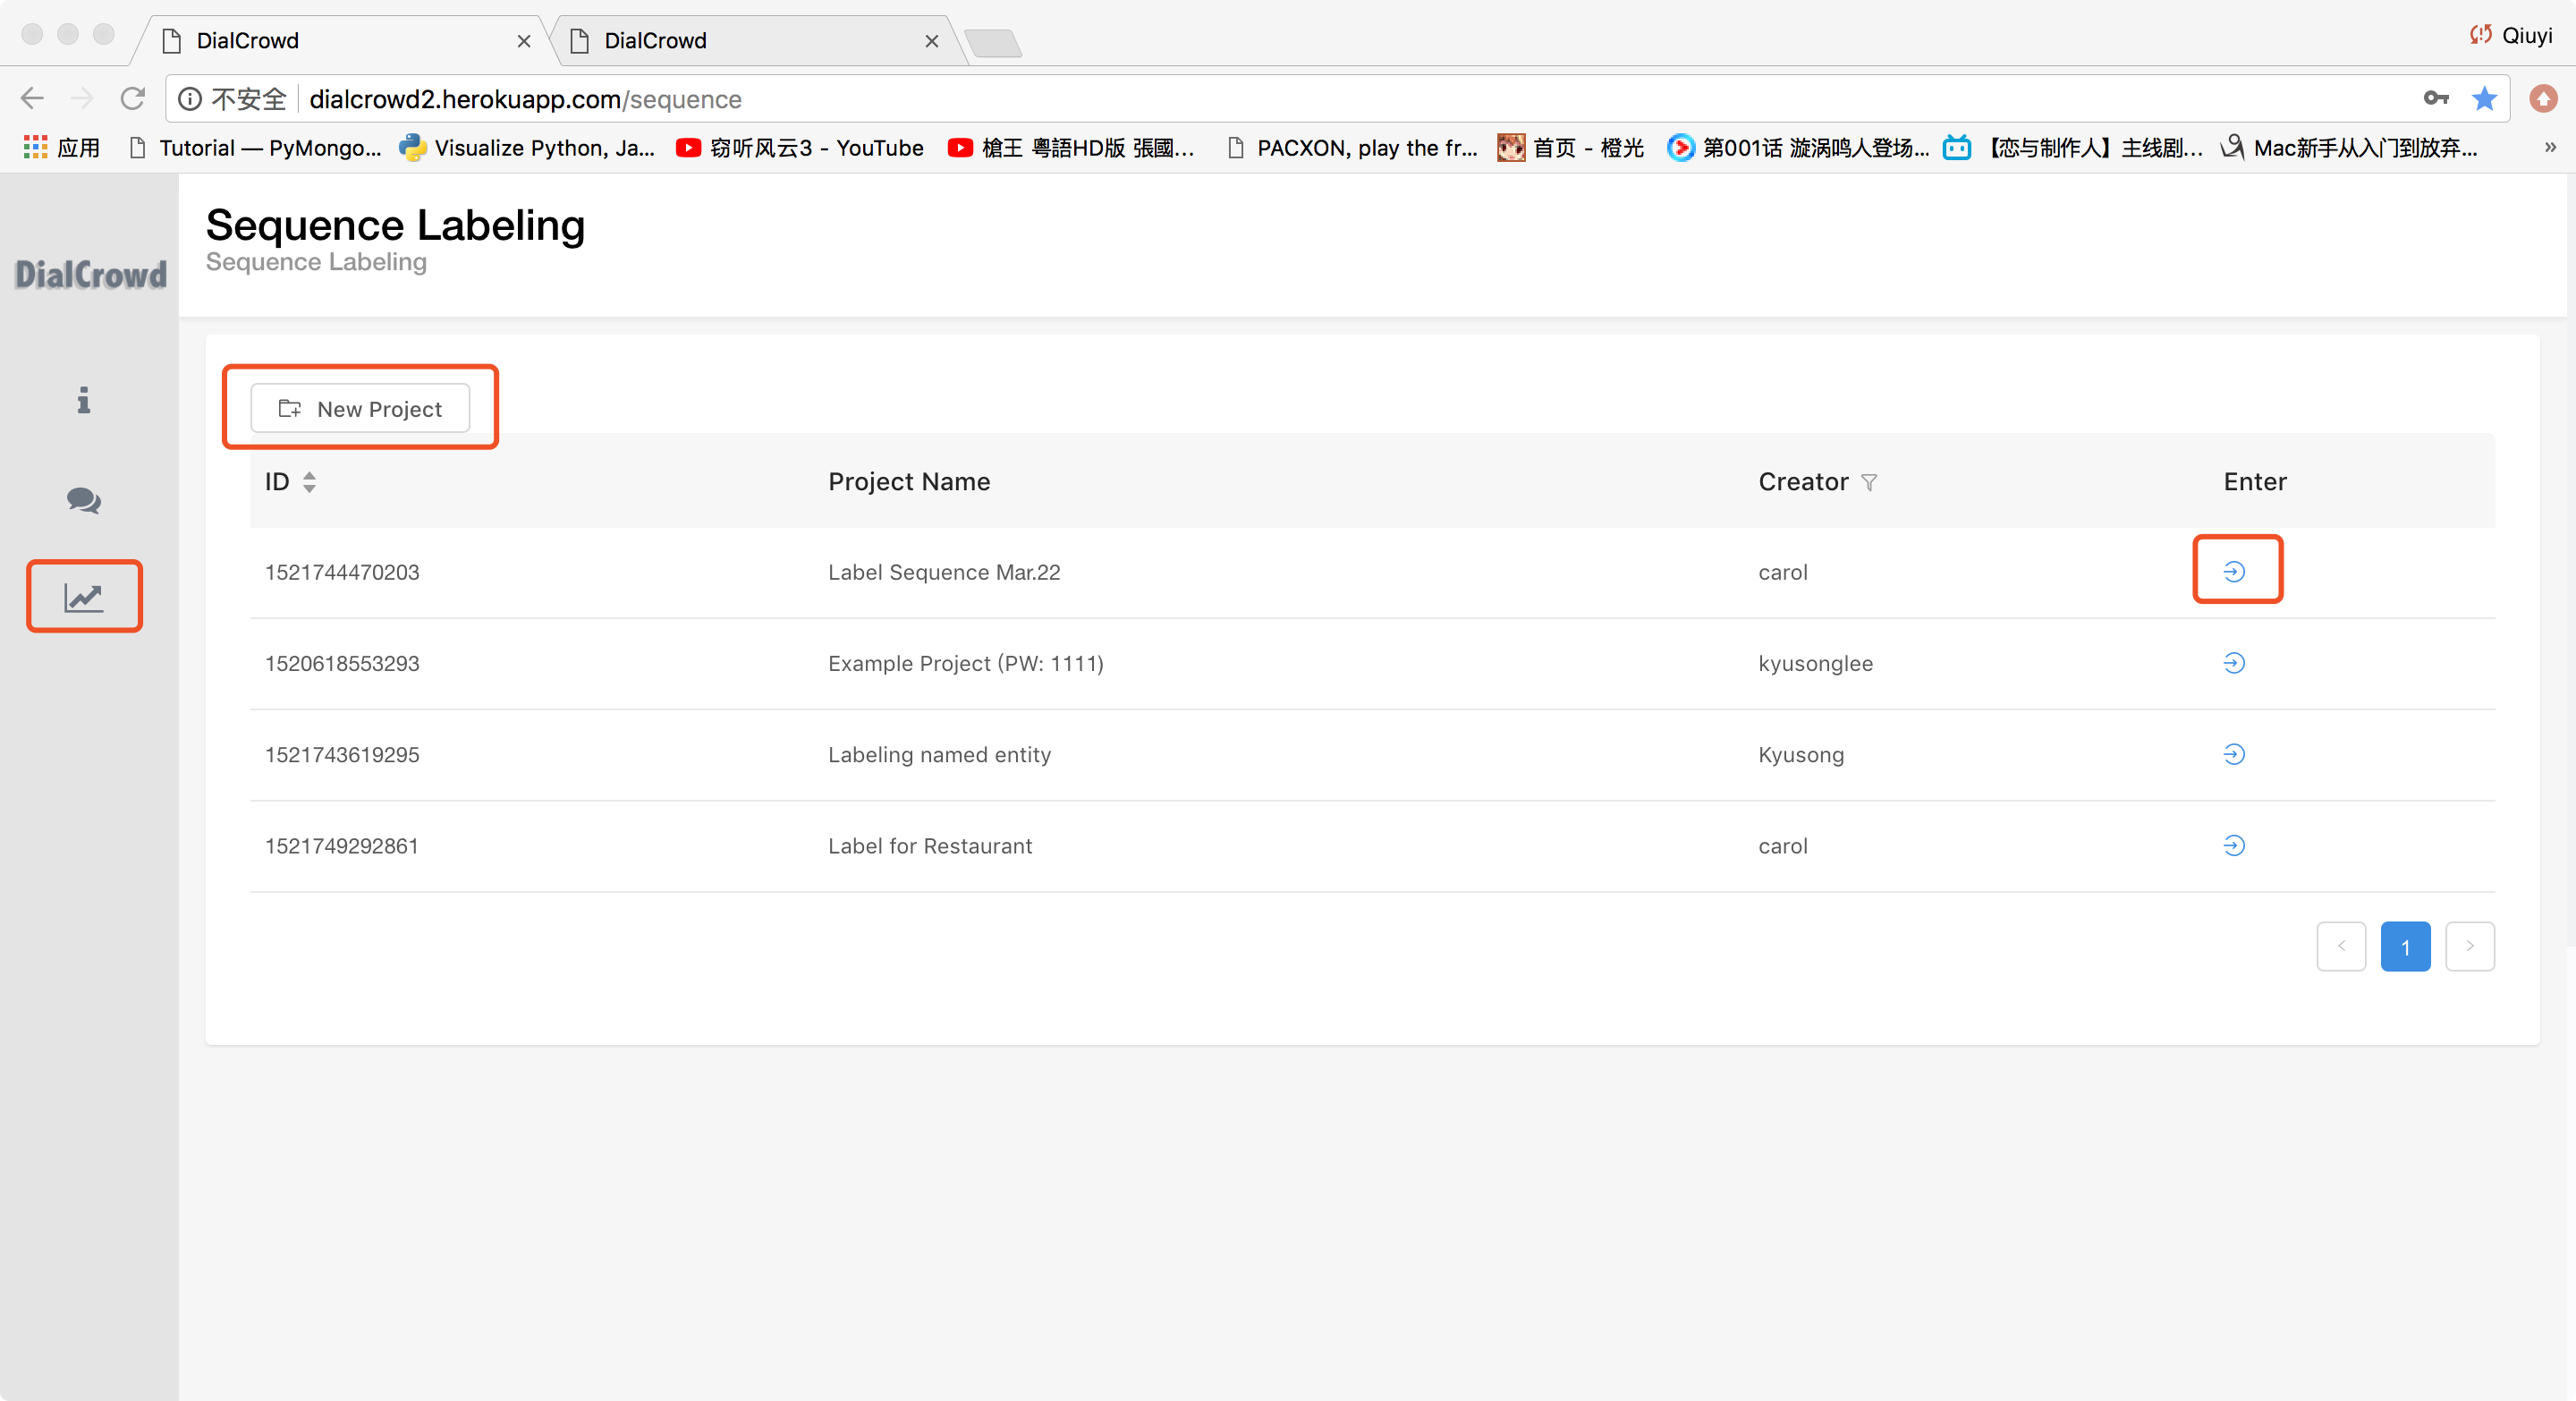 DialCrowd
DialCrowd
Qiuyi
不安全 dialcrowd2.herokuapp.com/sequence
应用 Tutorial — PyMongo... Visualize Python, Ja... 窃听风云3 - YouTube 槍王 粵語HD版 張國... PACXON, play the fr... 首页 - 橙光 第001话 漩涡鸣人登场... 【恋与制作人】主线剧... Mac新手从入门到放弃... »
DialCrowd
Sequence Labeling
Sequence Labeling
New Project
ID Project Name Creator Enter
1521744470203 Label Sequence Mar.22 carol
1520618553293 Example Project (PW: 1111) kyusonglee
1521743619295 Labeling named entity Kyusong
1521749292861 Label for Restaurant carol
< 1 >